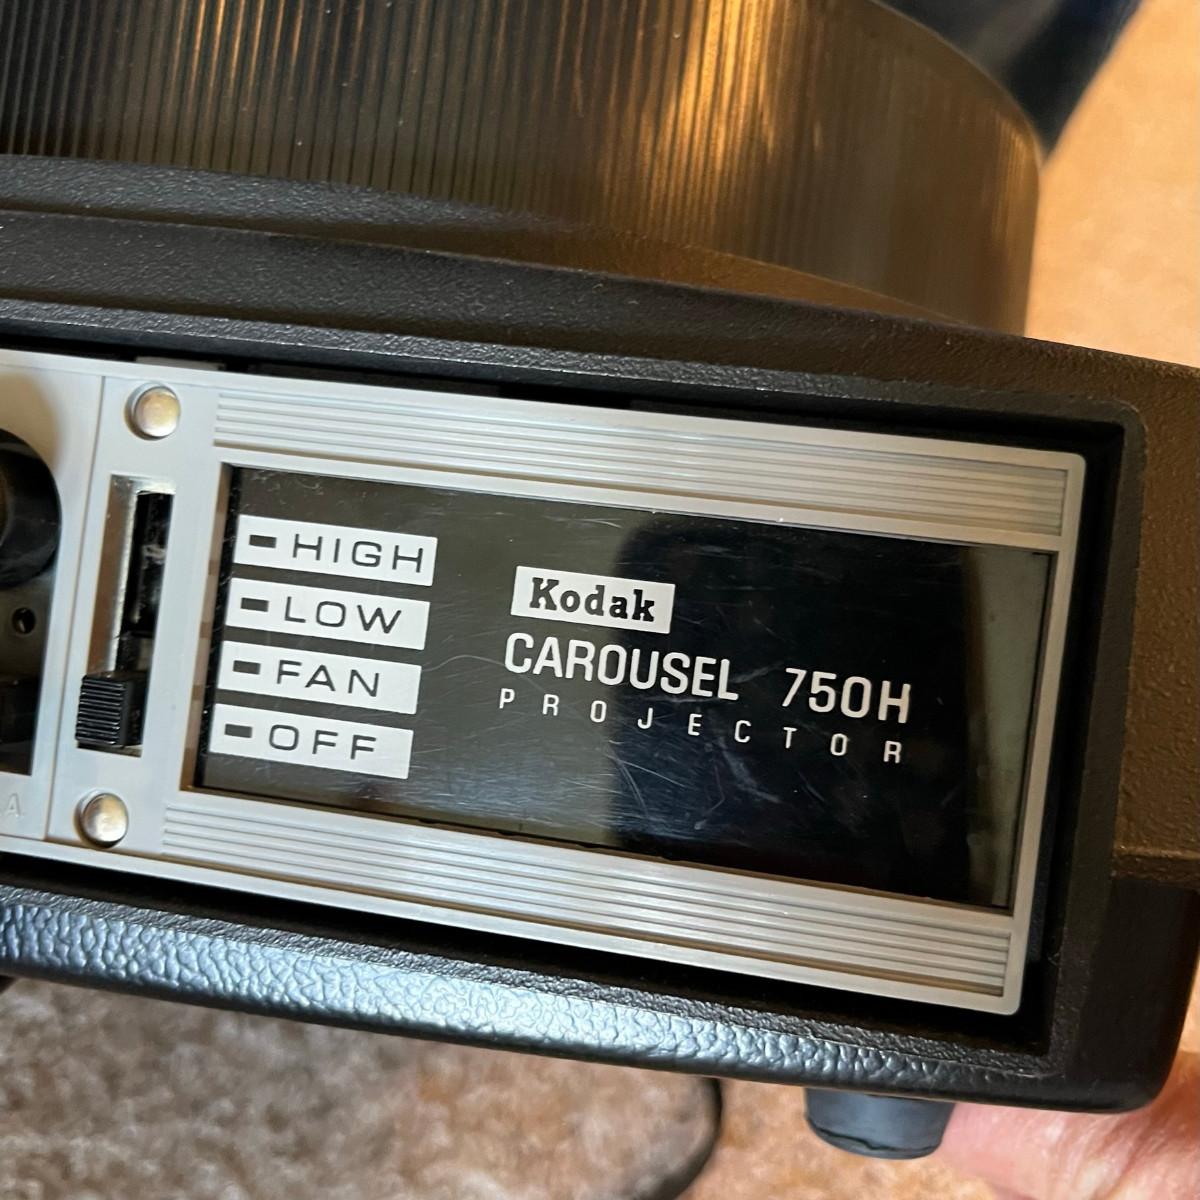 HIGH
LOW
FAN
OFF
Kodak
CAROUSEL 750H
PROJECTOR
A